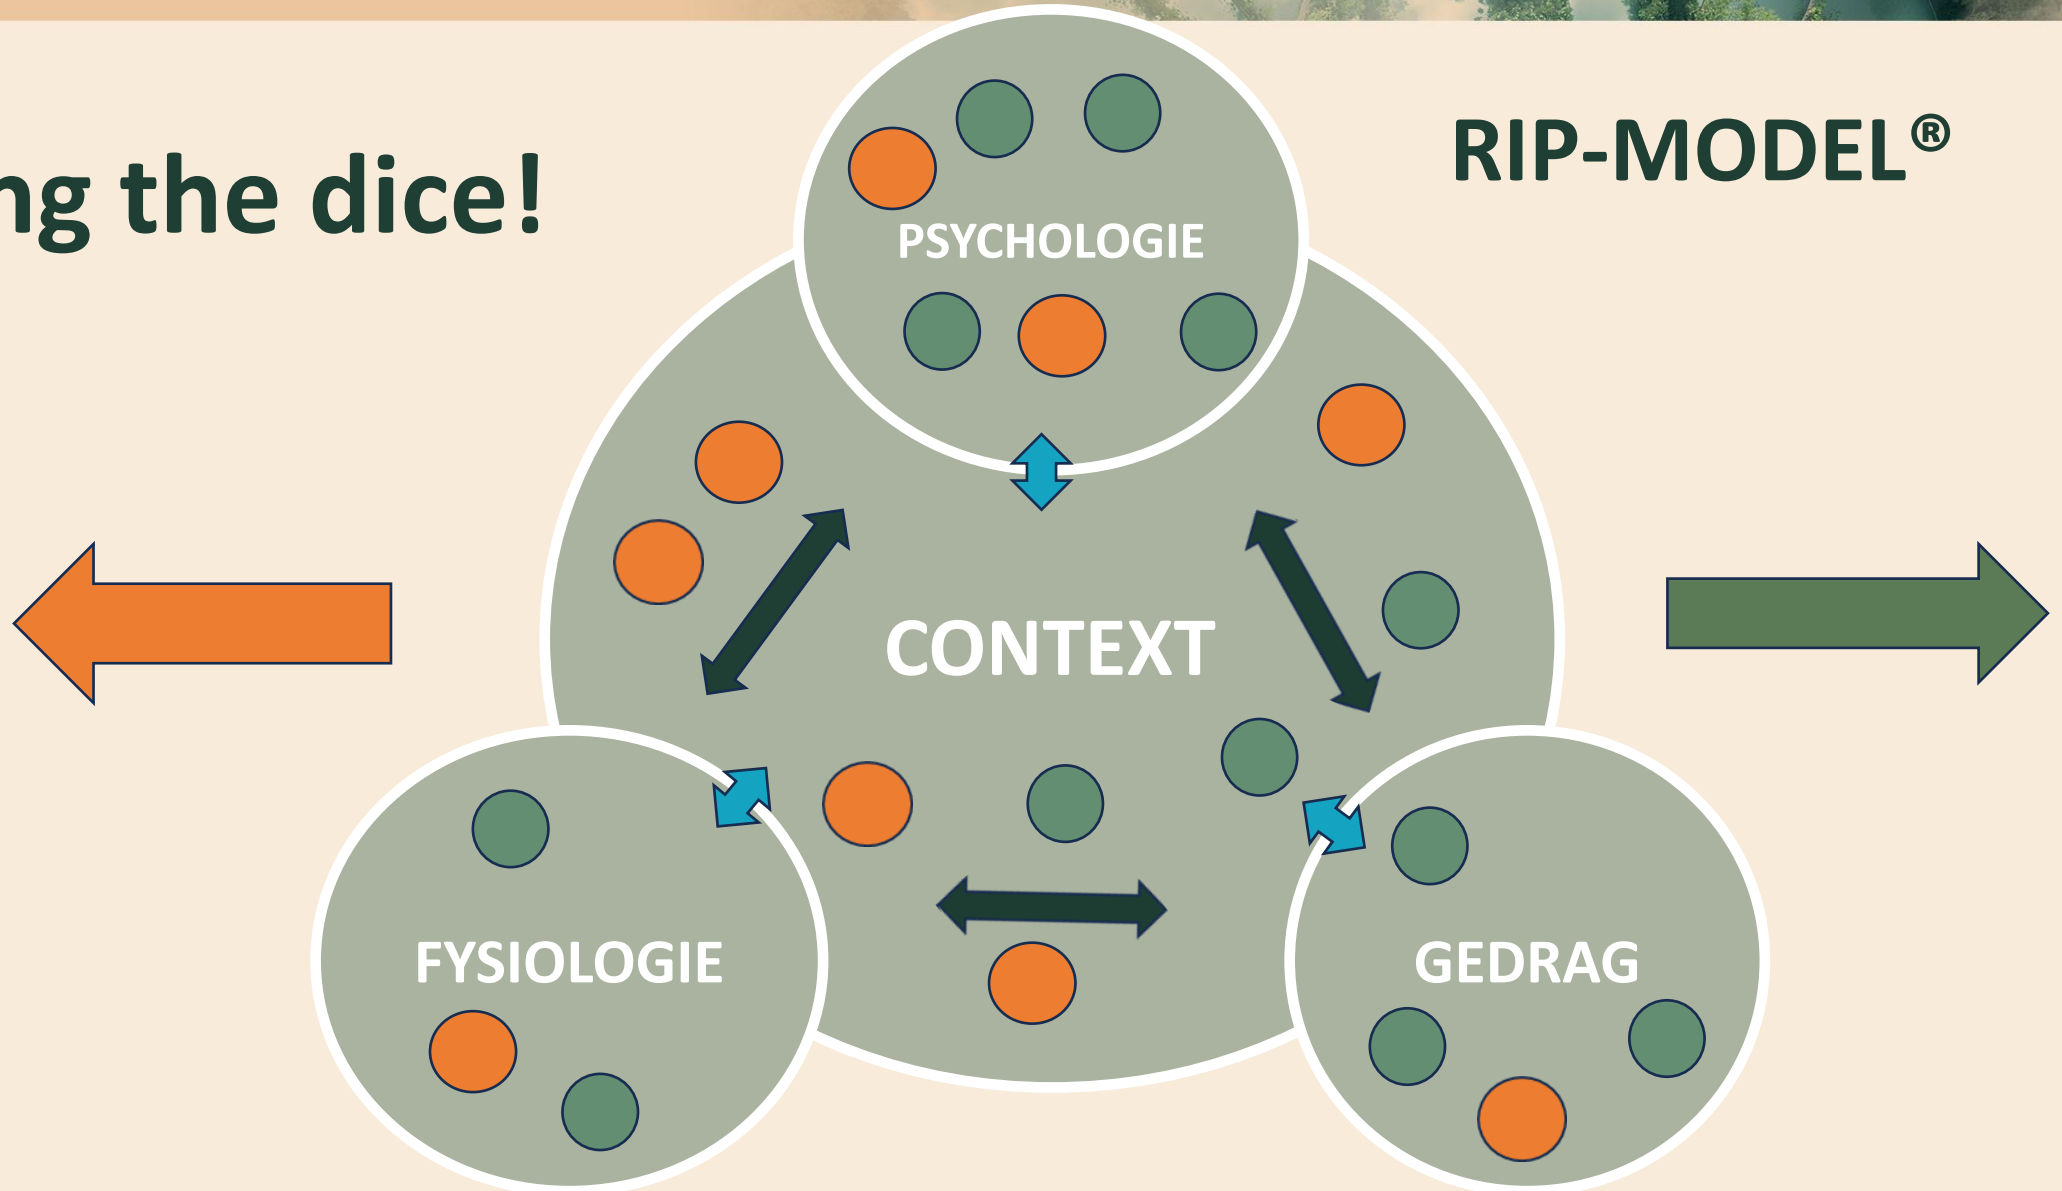 ng the dice!
RIP-MODEL®
PSYCHOLOGIE
CONTEXT
FYSIOLOGIE
GEDRAG